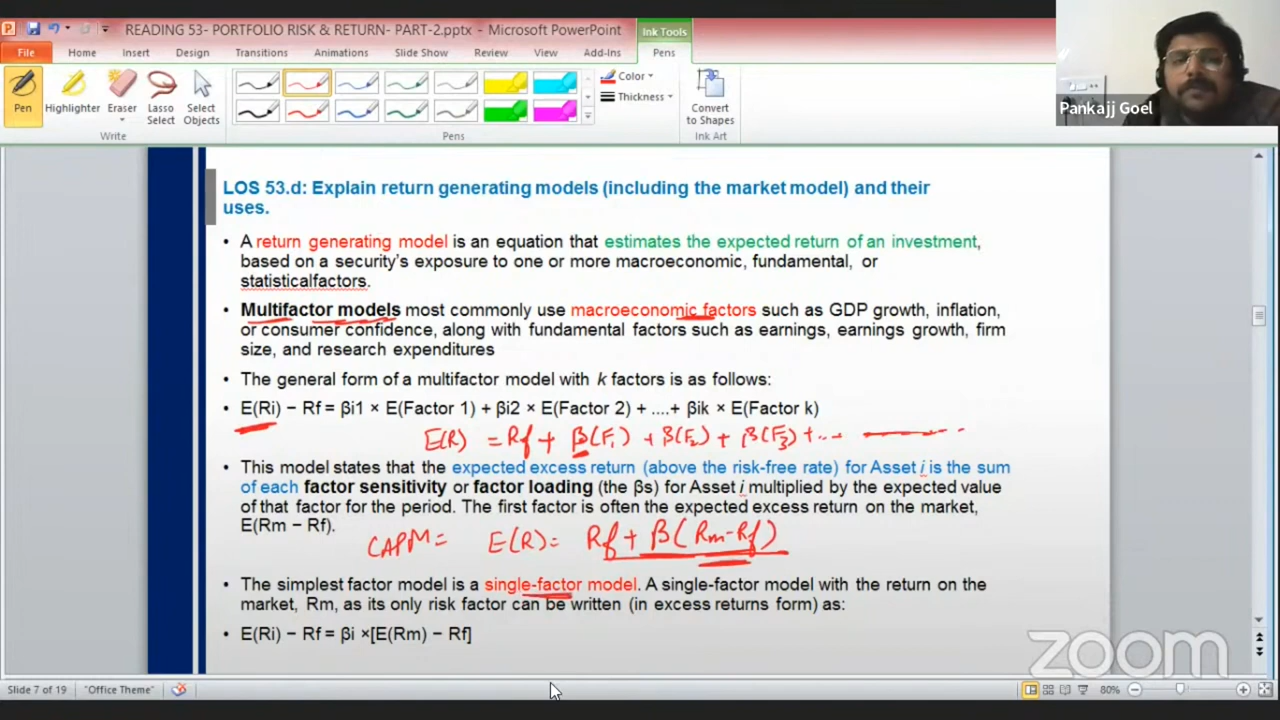 READING 53- PORTFOLIO RISK & RETURN- PART-2.pptx - Microsoft PowerPoint
Ink Tools
File Home Insert Design Transitions Animations Slide Show Review View Add-Ins Pens
Pen Highlighter Eraser Lasso Select Select Objects
Color
Thickness
Convert to Shapes
Write Pens Ink Art
Pankajj Goel
LOS 53.d: Explain return generating models (including the market model) and their
uses.
• A return generating model is an equation that estimates the expected return of an investment,
based on a security's exposure to one or more macroeconomic, fundamental, or
statisticalfactors.
• Multifactor models most commonly use macroeconomic factors such as GDP growth, inflation,
or consumer confidence, along with fundamental factors such as earnings, earnings growth, firm
size, and research expenditures
• The general form of a multifactor model with k factors is as follows:
• E(Ri) − Rf = βi1 × E(Factor 1) + βi2 × E(Factor 2) + ....+ βik × E(Factor k)
E(R) = Rf + β(F1) + β(F2) + β(F3) + ...
• This model states that the expected excess return (above the risk-free rate) for Asset i is the sum
of each factor sensitivity or factor loading (the βs) for Asset i multiplied by the expected value
of that factor for the period. The first factor is often the expected excess return on the market,
E(Rm − Rf).
CAPM = E(R) = Rf + β(Rm-Rf)
• The simplest factor model is a single-factor model. A single-factor model with the return on the
market, Rm, as its only risk factor can be written (in excess returns form) as:
• E(Ri) − Rf = βi ×[E(Rm) − Rf]
zoom
Slide 7 of 19 "Office Theme" 80%